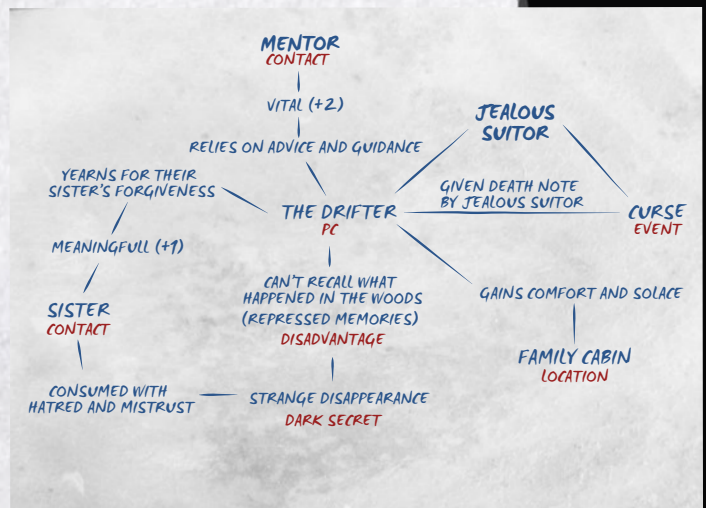 MENTOR
CONTACT
VITAL (+2)
RELIES ON ADVICE AND GUIDANCE
JEALOUS
SUITOR
YEARNS FOR THEIR
SISTER'S FORGIVENESS
MEANINGFULL (+1)
SISTER
CONTACT
CONSUMED WITH
HATRED AND MISTRUST
THE DRIFTER
PC
GIVEN DEATH NOTE
BY JEALOUS SUITOR
CURSE
EVENT
CAN'T RECALL WHAT
HAPPENED IN THE WOODS
(REPRESSED MEMORIES)
DISADVANTAGE
STRANGE DISAPPEARANCE
DARK SECRET
GAINS COMFORT AND SOLACE
FAMILY CABIN
LOCATION